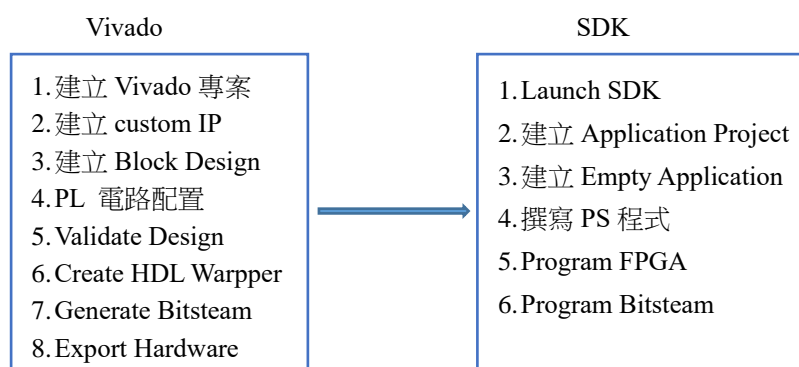 Vivado
1.建立 Vivado 專案
2.建立 custom IP
3.建立 Block Design
4.PL 電路配置
5.Validate Design
6.Create HDL Warpper
7.Generate Bitsteam
8.Export Hardware
SDK
1.Launch SDK
2.建立 Application Project
3.建立 Empty Application
4.撰寫 PS 程式
5.Program FPGA
6.Program Bitsteam